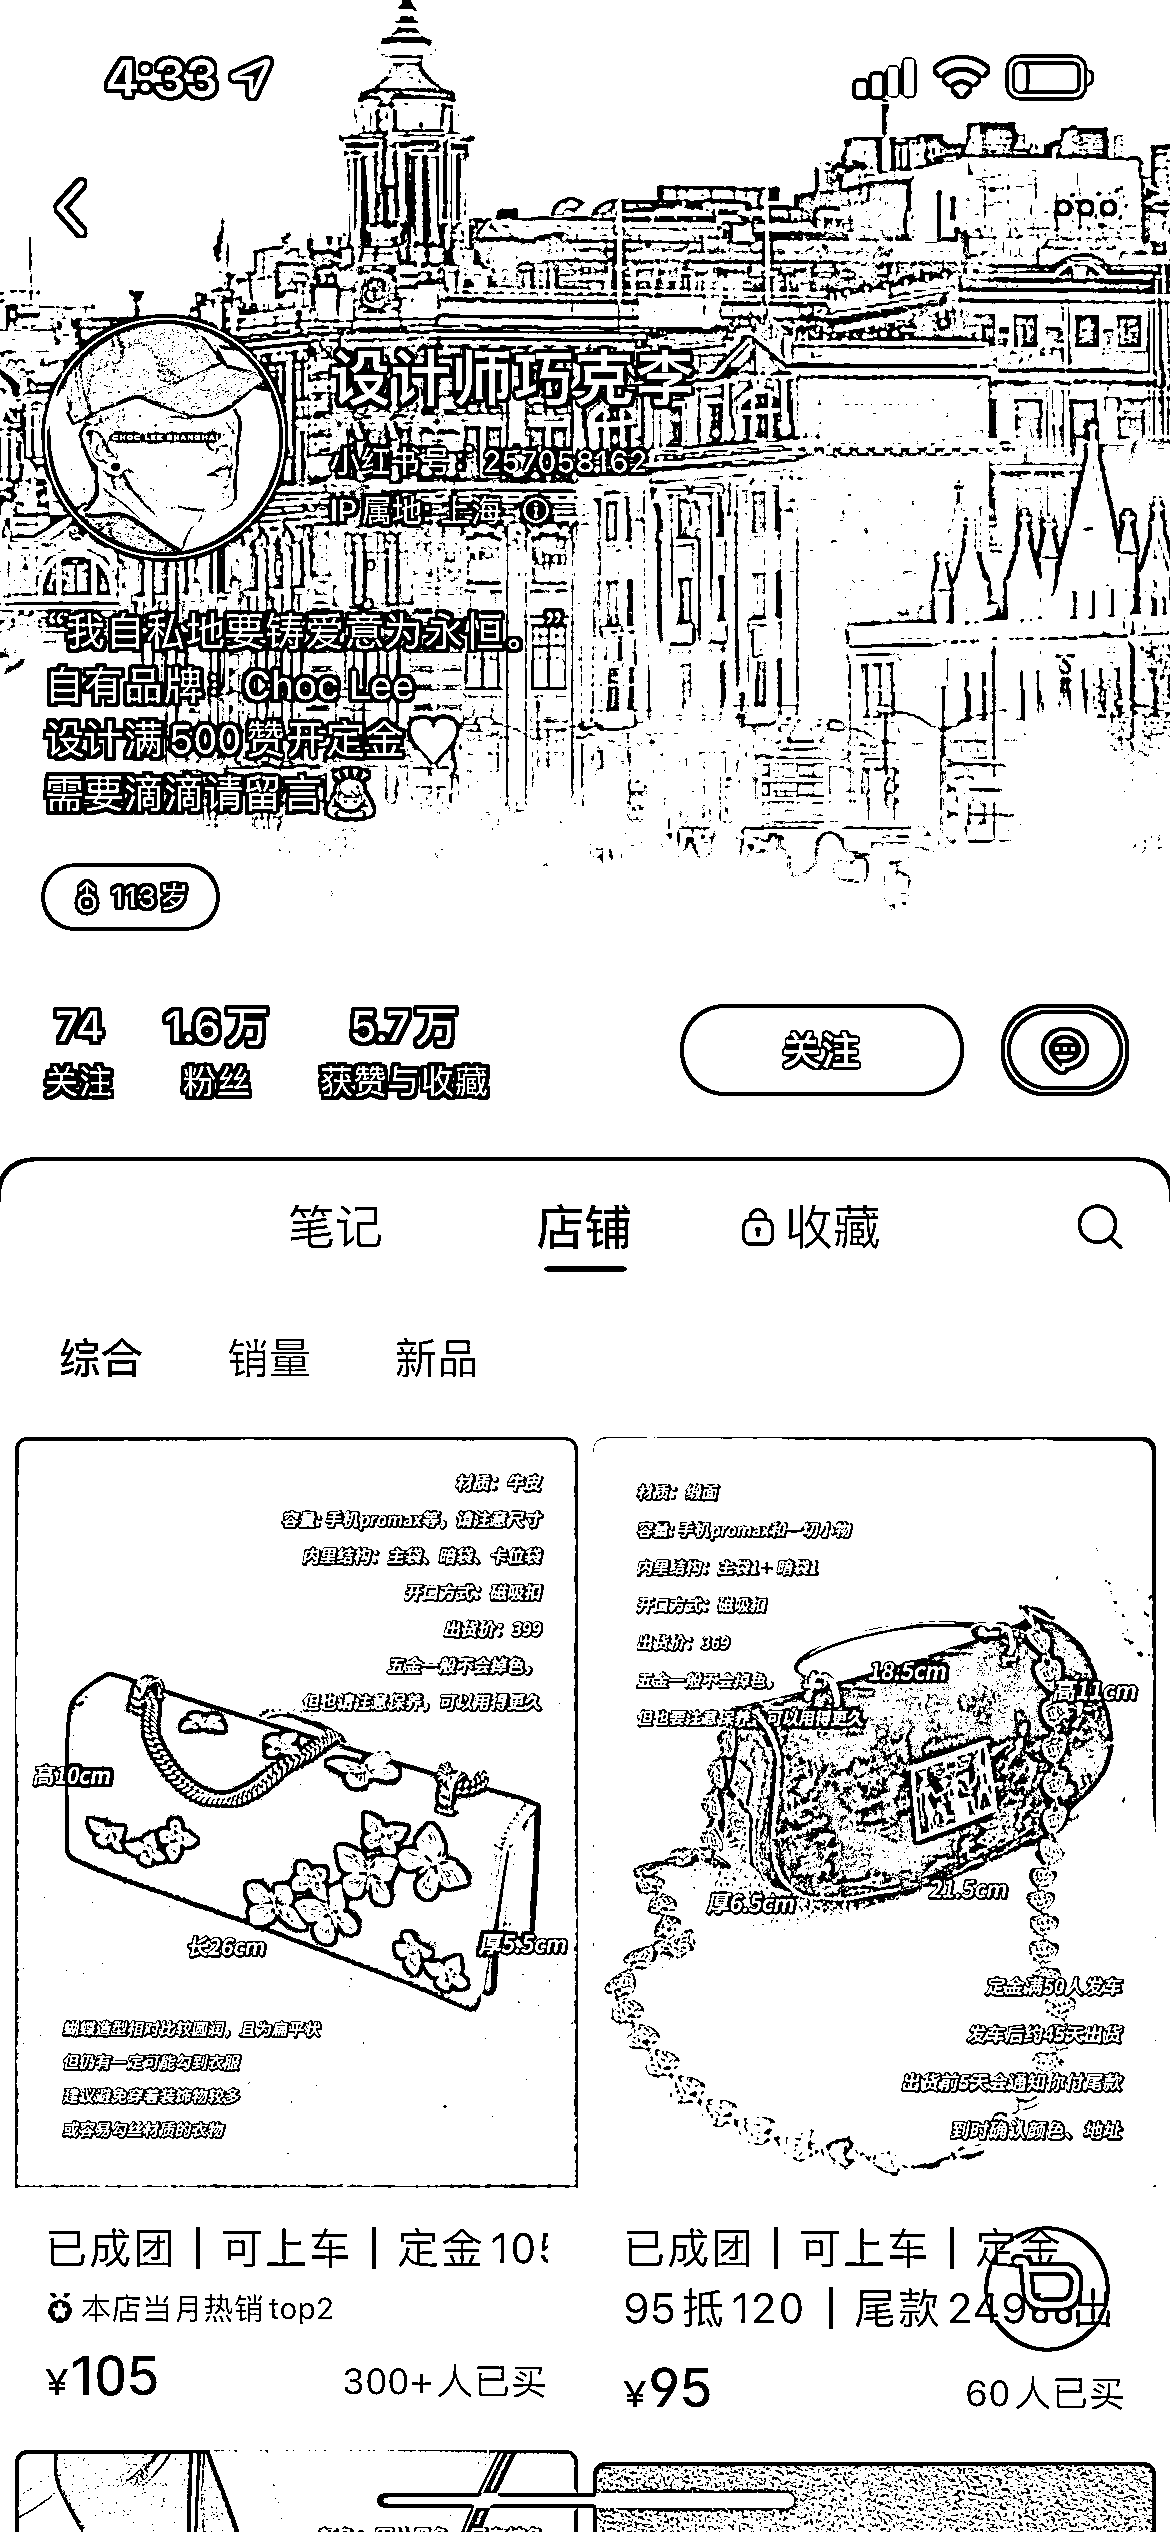 4:33
设计师巧克李
CHOC LEE SHANGHAI
小红书号：257058162
IP属地：上海
“我自私地要铸爱意为永恒。”
自有品牌：Choc Lee
设计满500赞开定金
需要滴滴请留言
113岁
74 1.6万 5.7万
关注 粉丝 获赞与收藏
关注
笔记 店铺 收藏
综合 销量 新品
材质：牛皮
容量：手机promax等，请注意尺寸
内里结构：主袋、暗袋、卡位袋
开口方式：磁吸扣
出货价：399
五金一般不会掉色，
但也请注意保养，可以用得更久
高10cm
长26cm
厚5.5cm
蝴蝶造型相对比较圆润，且为扁平状
但仍有一定可能勾到衣服
建议避免穿着装饰物较多
或容易勾丝材质的衣物
已成团｜可上车｜定金
本店当月热销top2
¥105 300+人已买
材质：缎面
容量：手机promax和一切小物
内里结构：主袋1+暗袋1
开口方式：磁吸扣
出货价：369
五金一般不会掉色，
但也要注意保养，可以用得更久
18.5cm
高11cm
厚6.5cm
21.5cm
定金满50人发车
发车后约45天出货
出货前5天会通知你付尾款
到时确认颜色、地址
已成团｜可上车｜定金
95抵120｜尾款249 出
¥95 60人已买